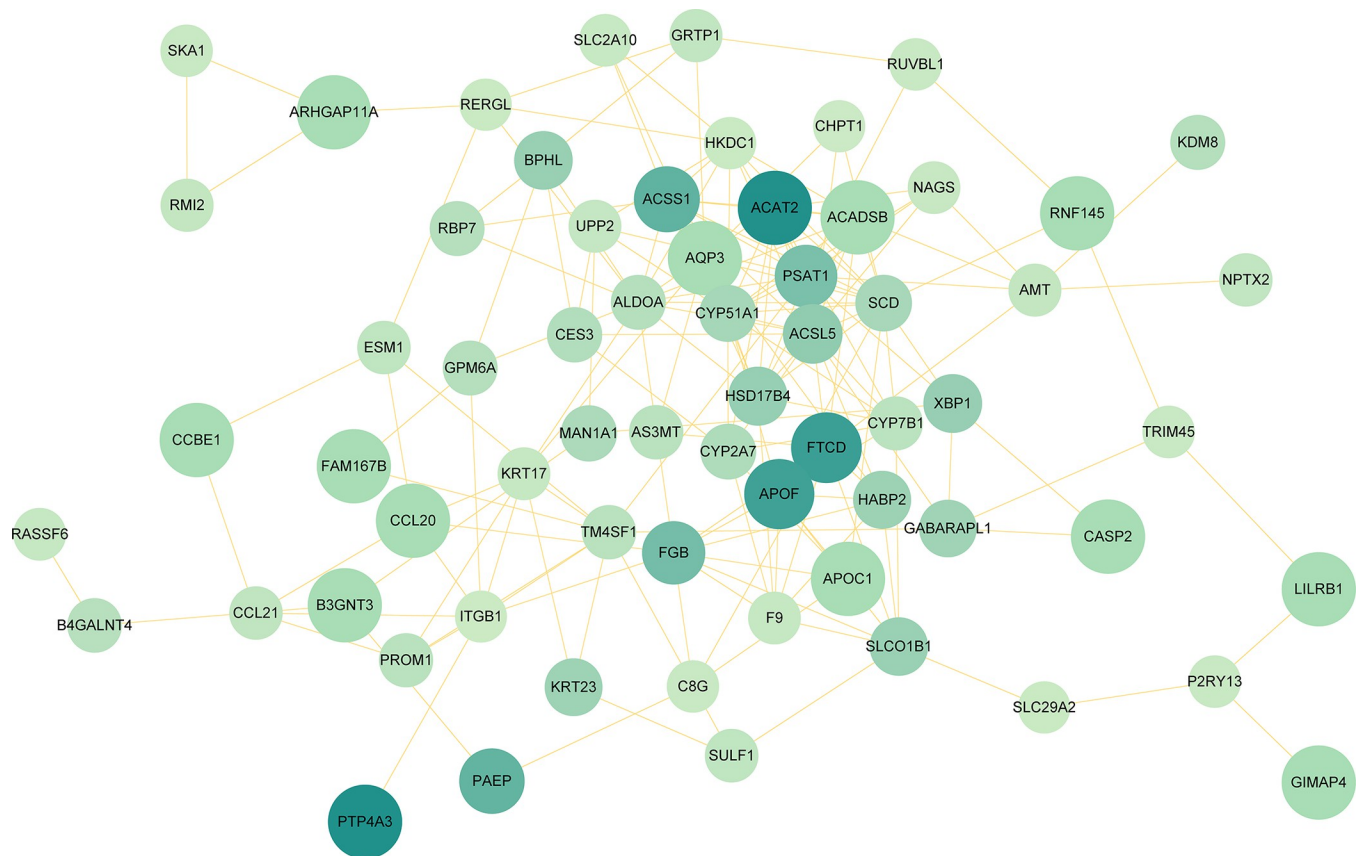 SKA1
SLC2A10
GRTP1
RUVBL1
ARHGAP11A
RERGL
HKDC1
CHPT1
KDM8
BPHL
ACSS1
ACAT2
NAGS
RMI2
RBP7
UPP2
ACADSB
RNF145
AQP3
PSAT1
AMT
NPTX2
ALDOA
CYP51A1
SCD
CES3
ACSL5
ESM1
GPM6A
HSD17B4
XBP1
CCBE1
MAN1A1
AS3MT
CYP2A7
CYP7B1
TRIM45
FAM167B
KRT17
FTCD
APOF
HABP2
CCL20
TM4SF1
GABARAPL1
CASP2
RASSF6
FGB
APOC1
LILRB1
B4GALNT4
CCL21
B3GNT3
ITGB1
F9
PROM1
SLCO1B1
KRT23
C8G
SLC29A2
P2RY13
SULF1
PAEP
GIMAP4
PTP4A3